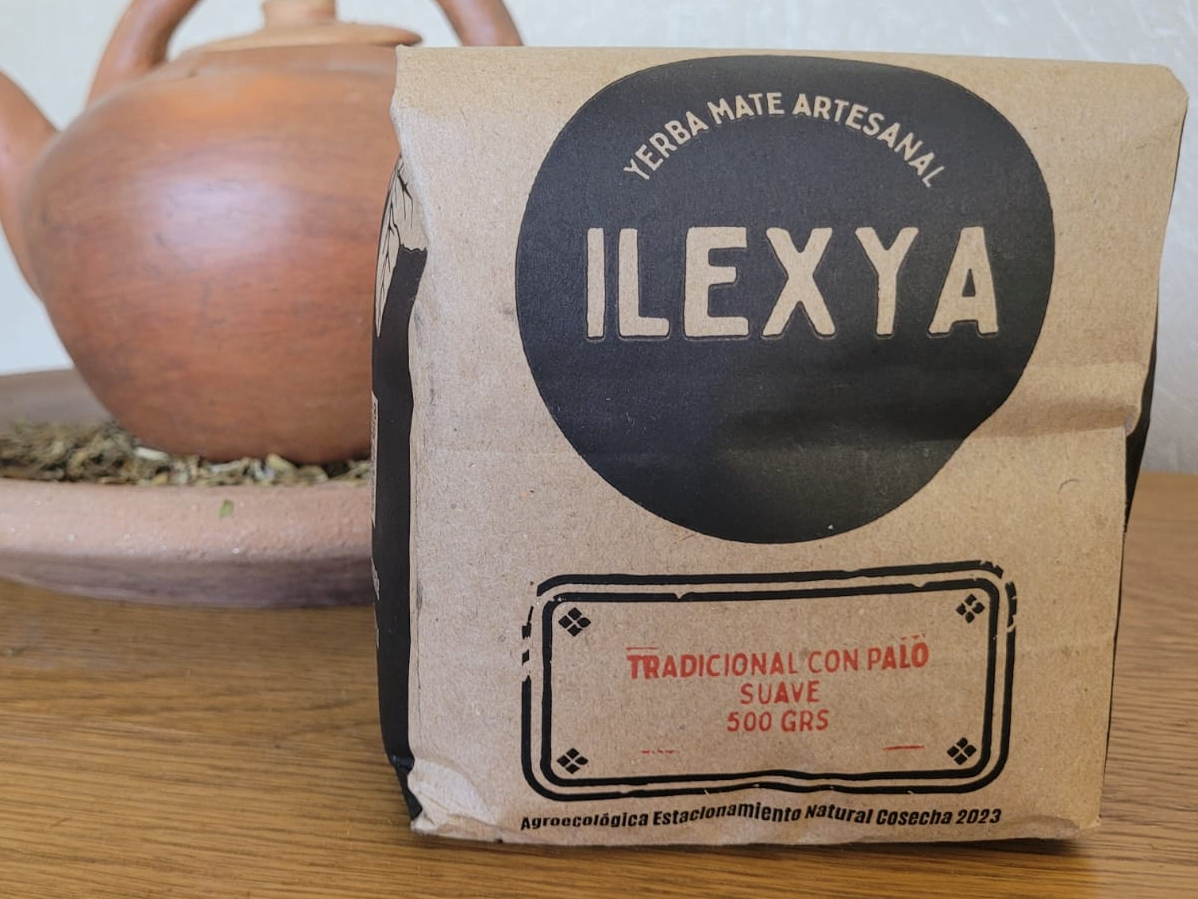 YERBA MATE ARTESANAL
ILEXYA
TRADICIONAL CON PALO
SUAVE
500 GRS
Agroecológica Estacionamiento Natural Cosecha 2023